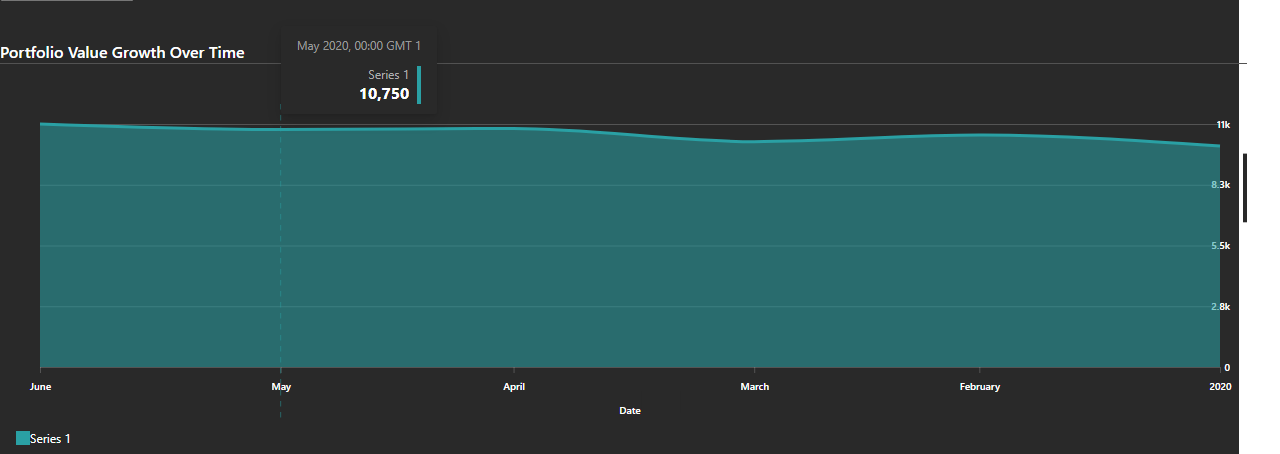 Portfolio Value Growth Over Time
May 2020, 00:00 GMT 1
Series 1
10,750
11k
8.3k
5.5k
2.8k
0
June May April March February 2020
Date
Series 1